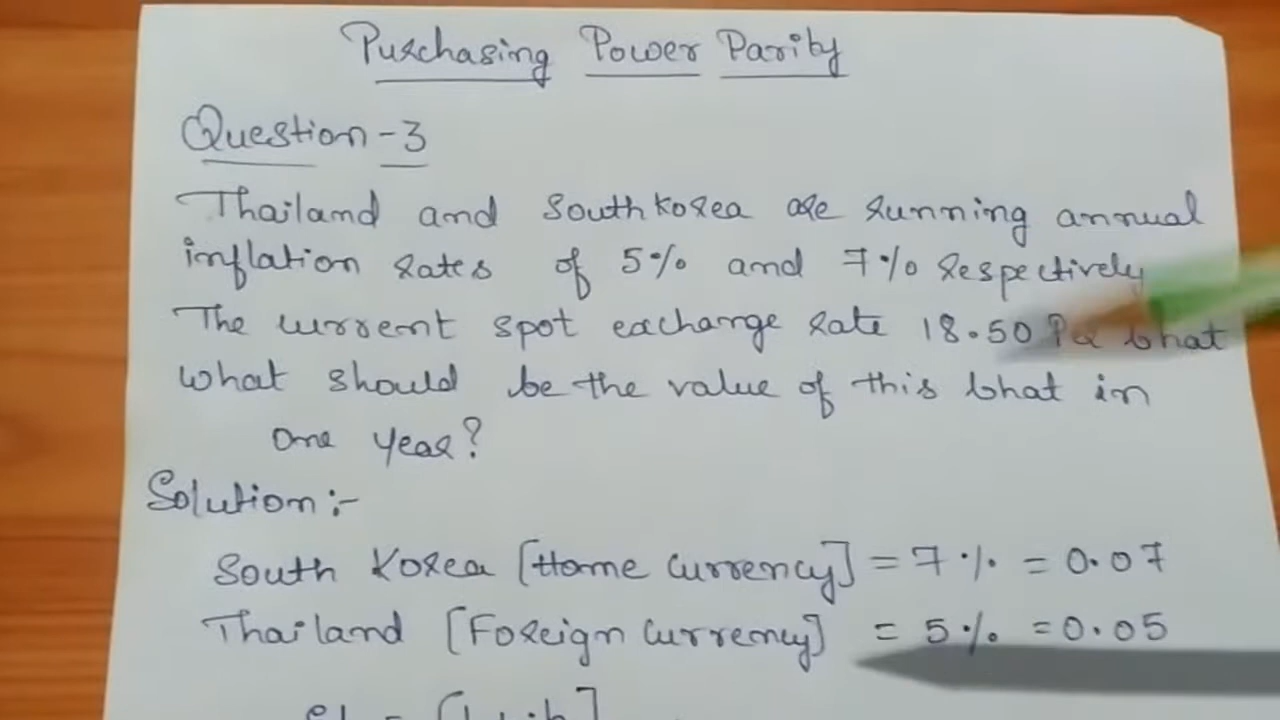 Purchasing Power Parity
Question-3
Thailand and South Korea are running annual
inflation rates of 5% and 7% respectively
The current spot exchange rate 18.50 bhat
what should be the value of this bhat in
one year?
Solution:-
South Korea [Home Currency] = 7% = 0.07
Thailand [Foreign Currency] = 5% = 0.05